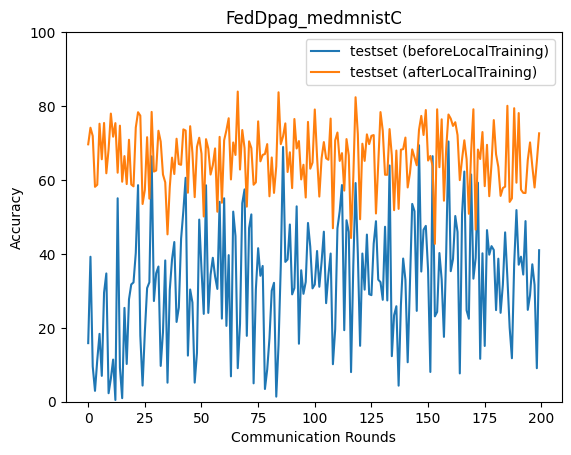 FedDpag_medmnistC
testset (beforeLocalTraining)
testset (afterLocalTraining)
Accuracy
100
80
60
40
20
0
0 25 50 75 100 125 150 175 200
Communication Rounds